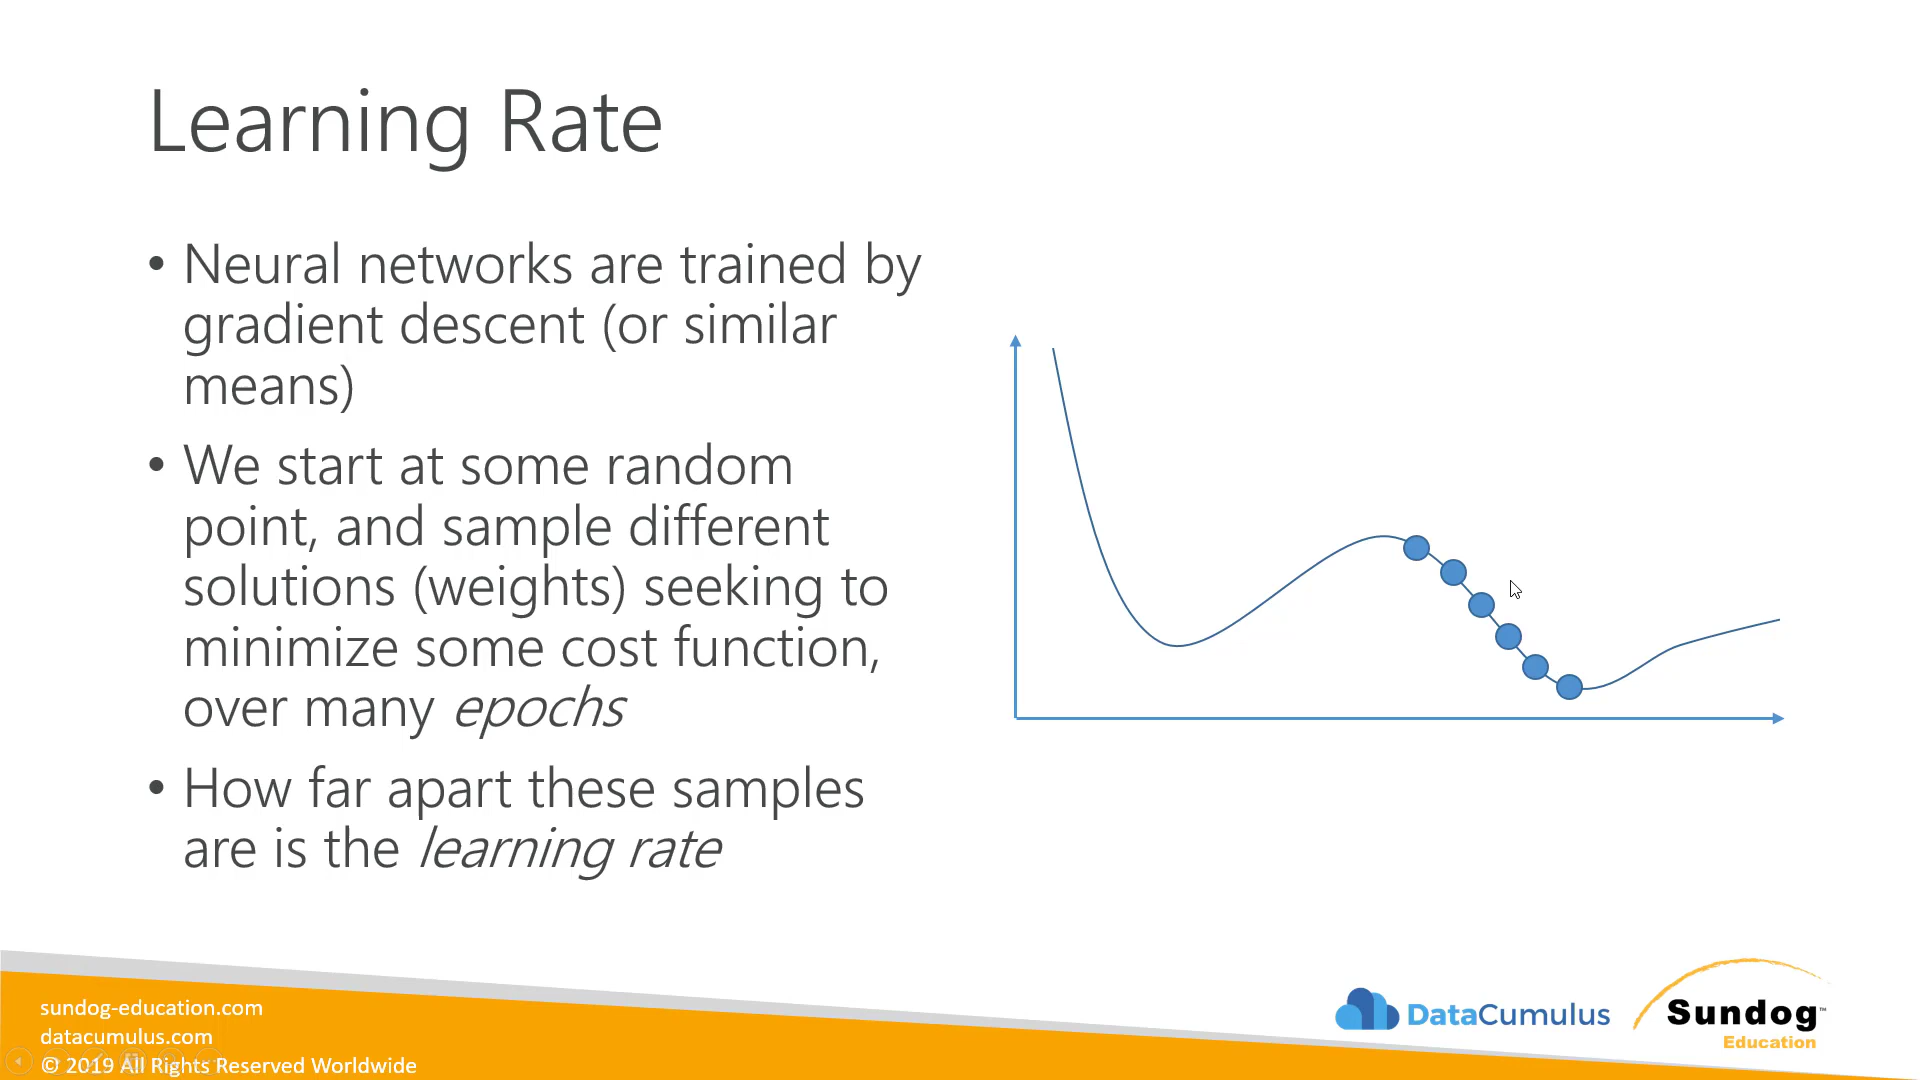 Learning Rate
• Neural networks are trained by
gradient descent (or similar
means)
• We start at some random
point, and sample different
solutions (weights) seeking to
minimize some cost function,
over many epochs
• How far apart these samples
are is the learning rate
sundog-education.com
datacumulus.com
© 2019 All Rights Reserved Worldwide
DataCumulus
Sundog™
Education